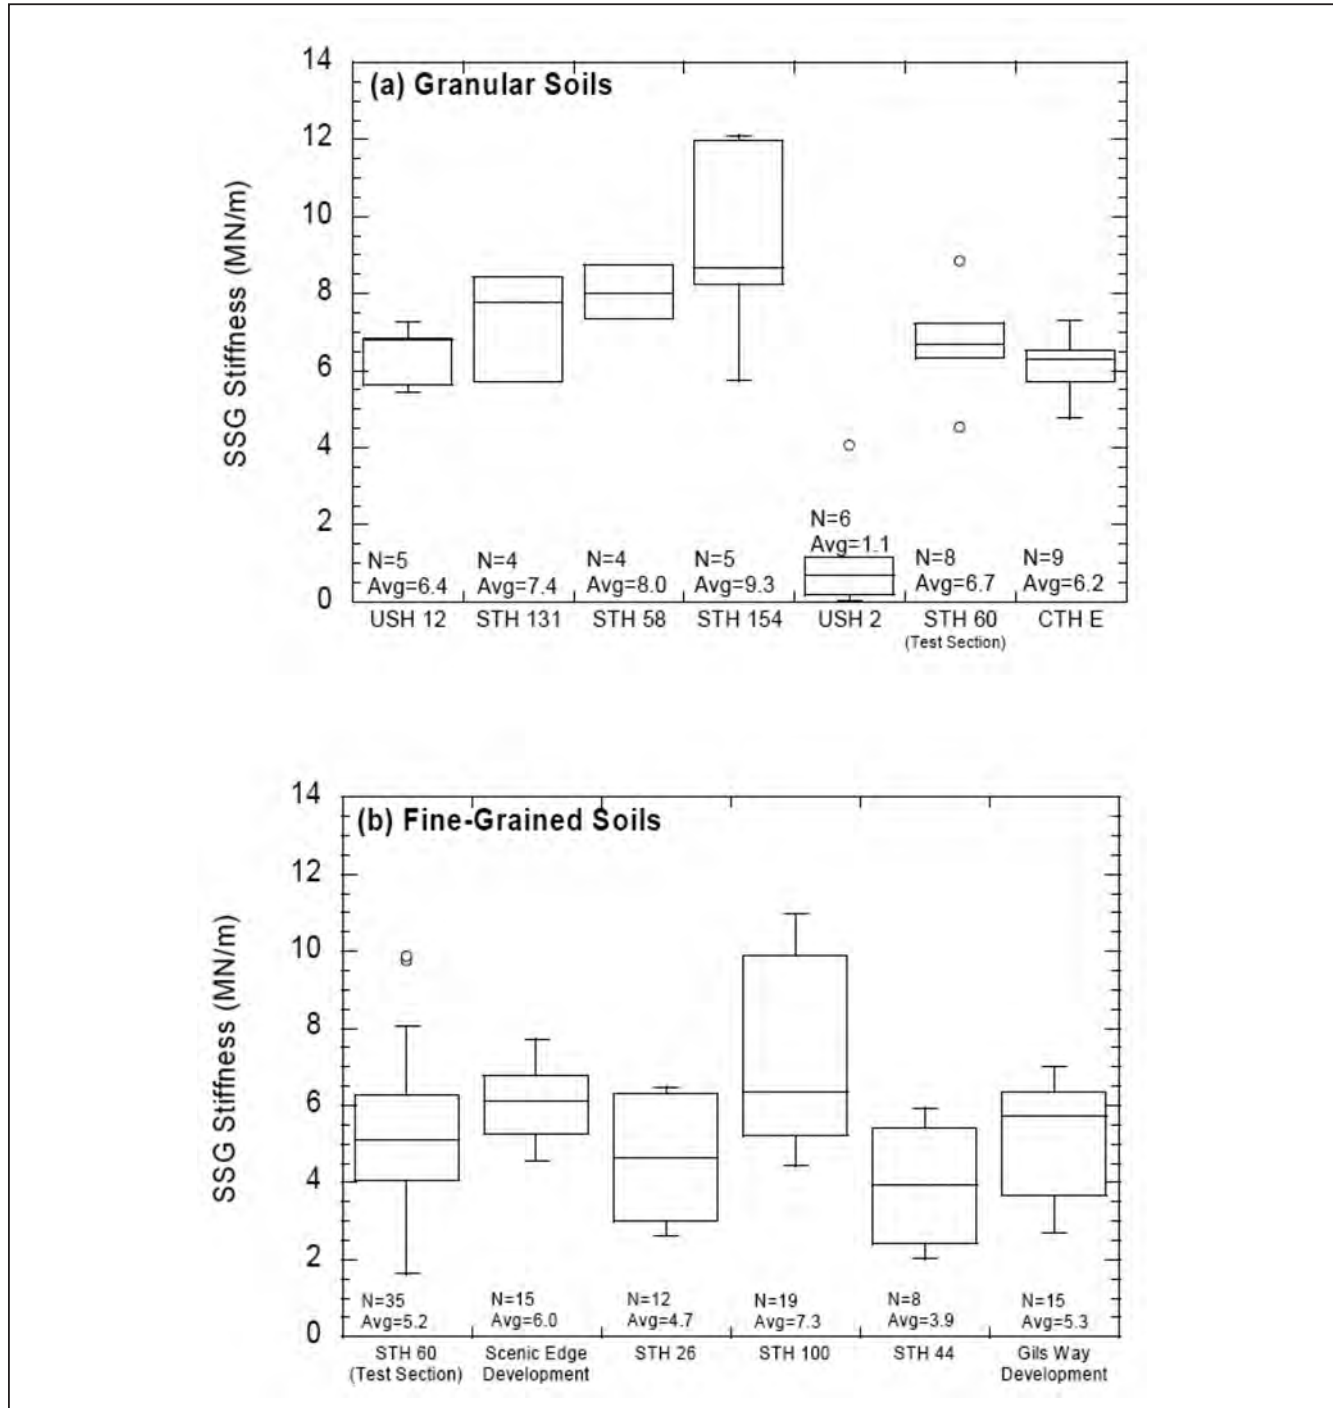 (a) Granular Soils
14
12
10
8
6
4
2
0
SSG Stiffness (MN/m)
N=5
Avg=6.4
N=4
Avg=7.4
N=4
Avg=8.0
N=5
Avg=9.3
N=6
Avg=1.1
N=8
Avg=6.7
N=9
Avg=6.2
USH 12
STH 131
STH 58
STH 154
USH 2
STH 60
(Test Section)
CTH E
(b) Fine-Grained Soils
14
12
10
8
6
4
2
0
SSG Stiffness (MN/m)
N=35
Avg=5.2
N=15
Avg=6.0
N=12
Avg=4.7
N=19
Avg=7.3
N=8
Avg=3.9
N=15
Avg=5.3
STH 60
(Test Section)
Scenic Edge
Development
STH 26
STH 100
STH 44
Gils Way
Development